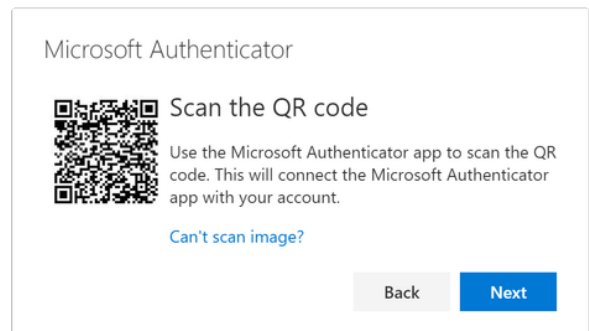 Microsoft Authenticator
Scan the QR code
Use the Microsoft Authenticator app to scan the QR
code. This will connect the Microsoft Authenticator
app with your account.
Can't scan image?
Back
Next